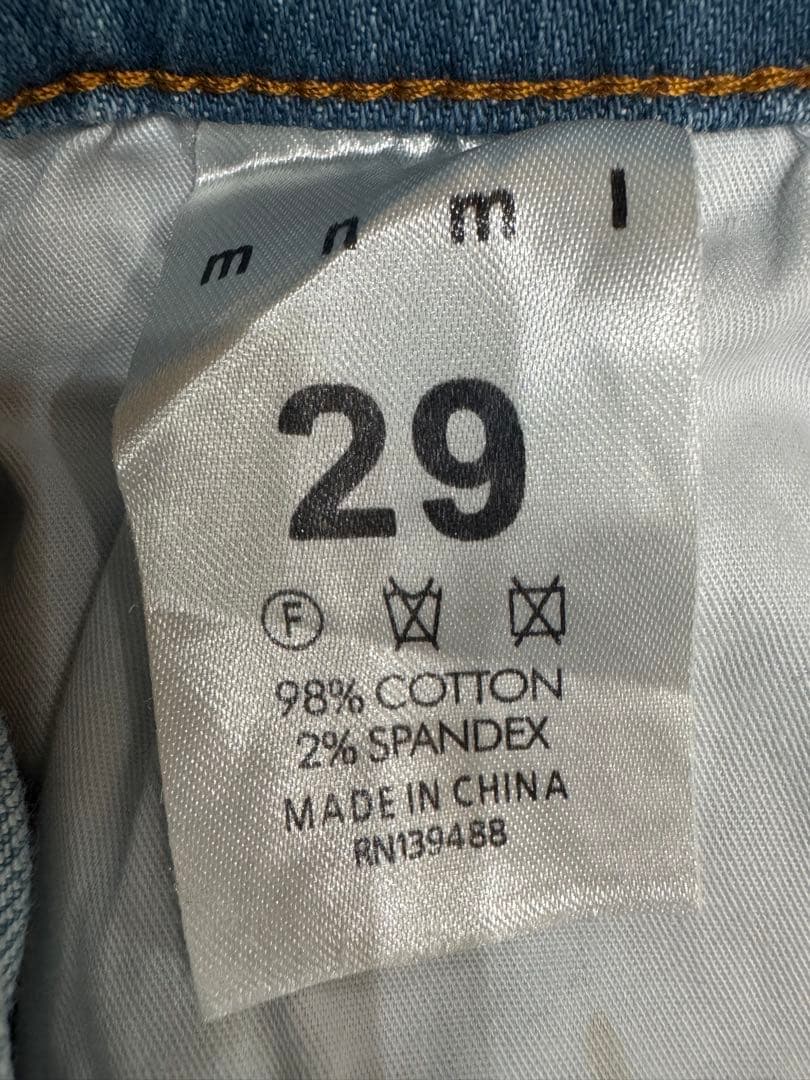 m n m l
29
F
98% COTTON
2% SPANDEX
MADE IN CHINA
RN139488